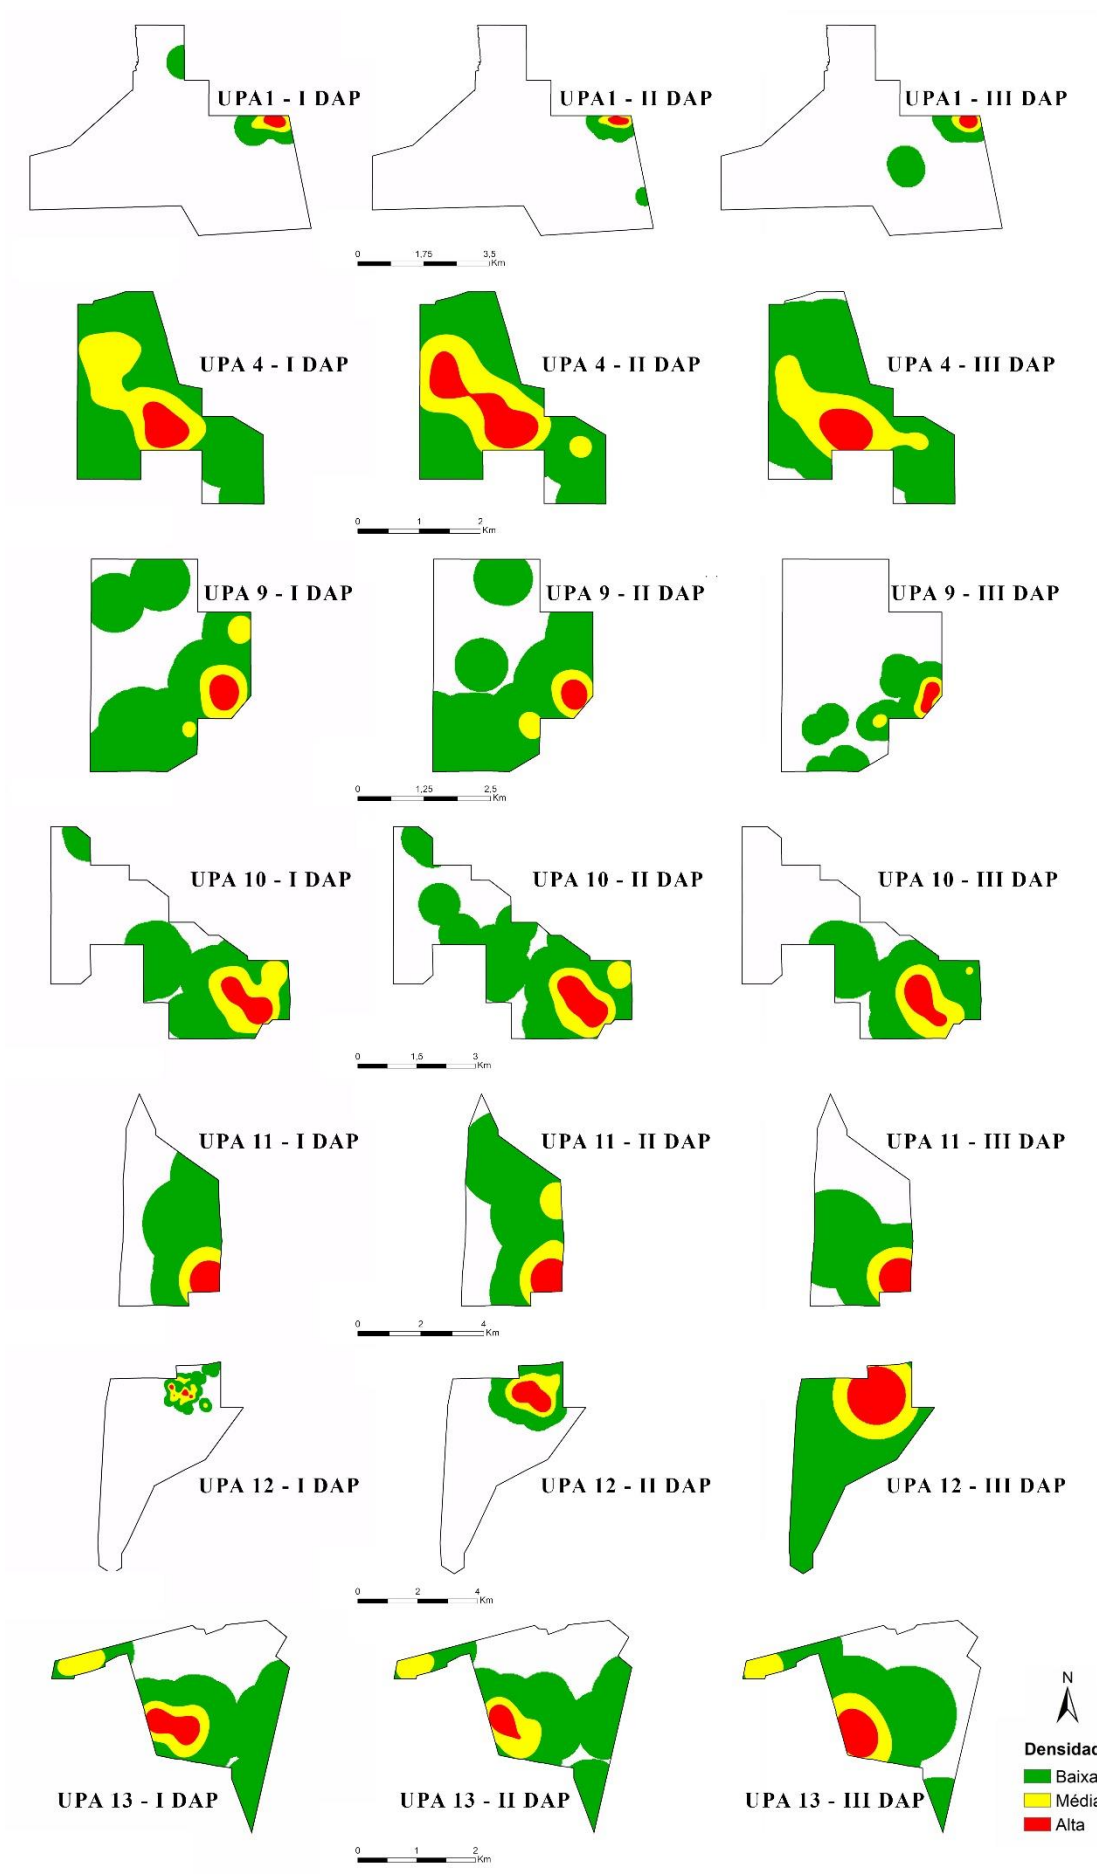 UPA1 - I DAP
UPA1 - II DAP
UPA1 - III DAP
0 1,75 3,5
Km
UPA 4 - I DAP
UPA 4 - II DAP
UPA 4 - III DAP
0 1 2
Km
UPA 9 - I DAP
UPA 9 - II DAP
UPA 9 - III DAP
0 1,25 2,5
Km
UPA 10 - I DAP
UPA 10 - II DAP
UPA 10 - III DAP
0 1,5 3
Km
UPA 11 - I DAP
UPA 11 - II DAP
UPA 11 - III DAP
0 2 4
Km
UPA 12 - I DAP
UPA 12 - II DAP
UPA 12 - III DAP
0 2 4
Km
N
Densidad
Baixa
Média
Alta
UPA 13 - I DAP
UPA 13 - II DAP
UPA 13 - III DAP
0 1 2
Km